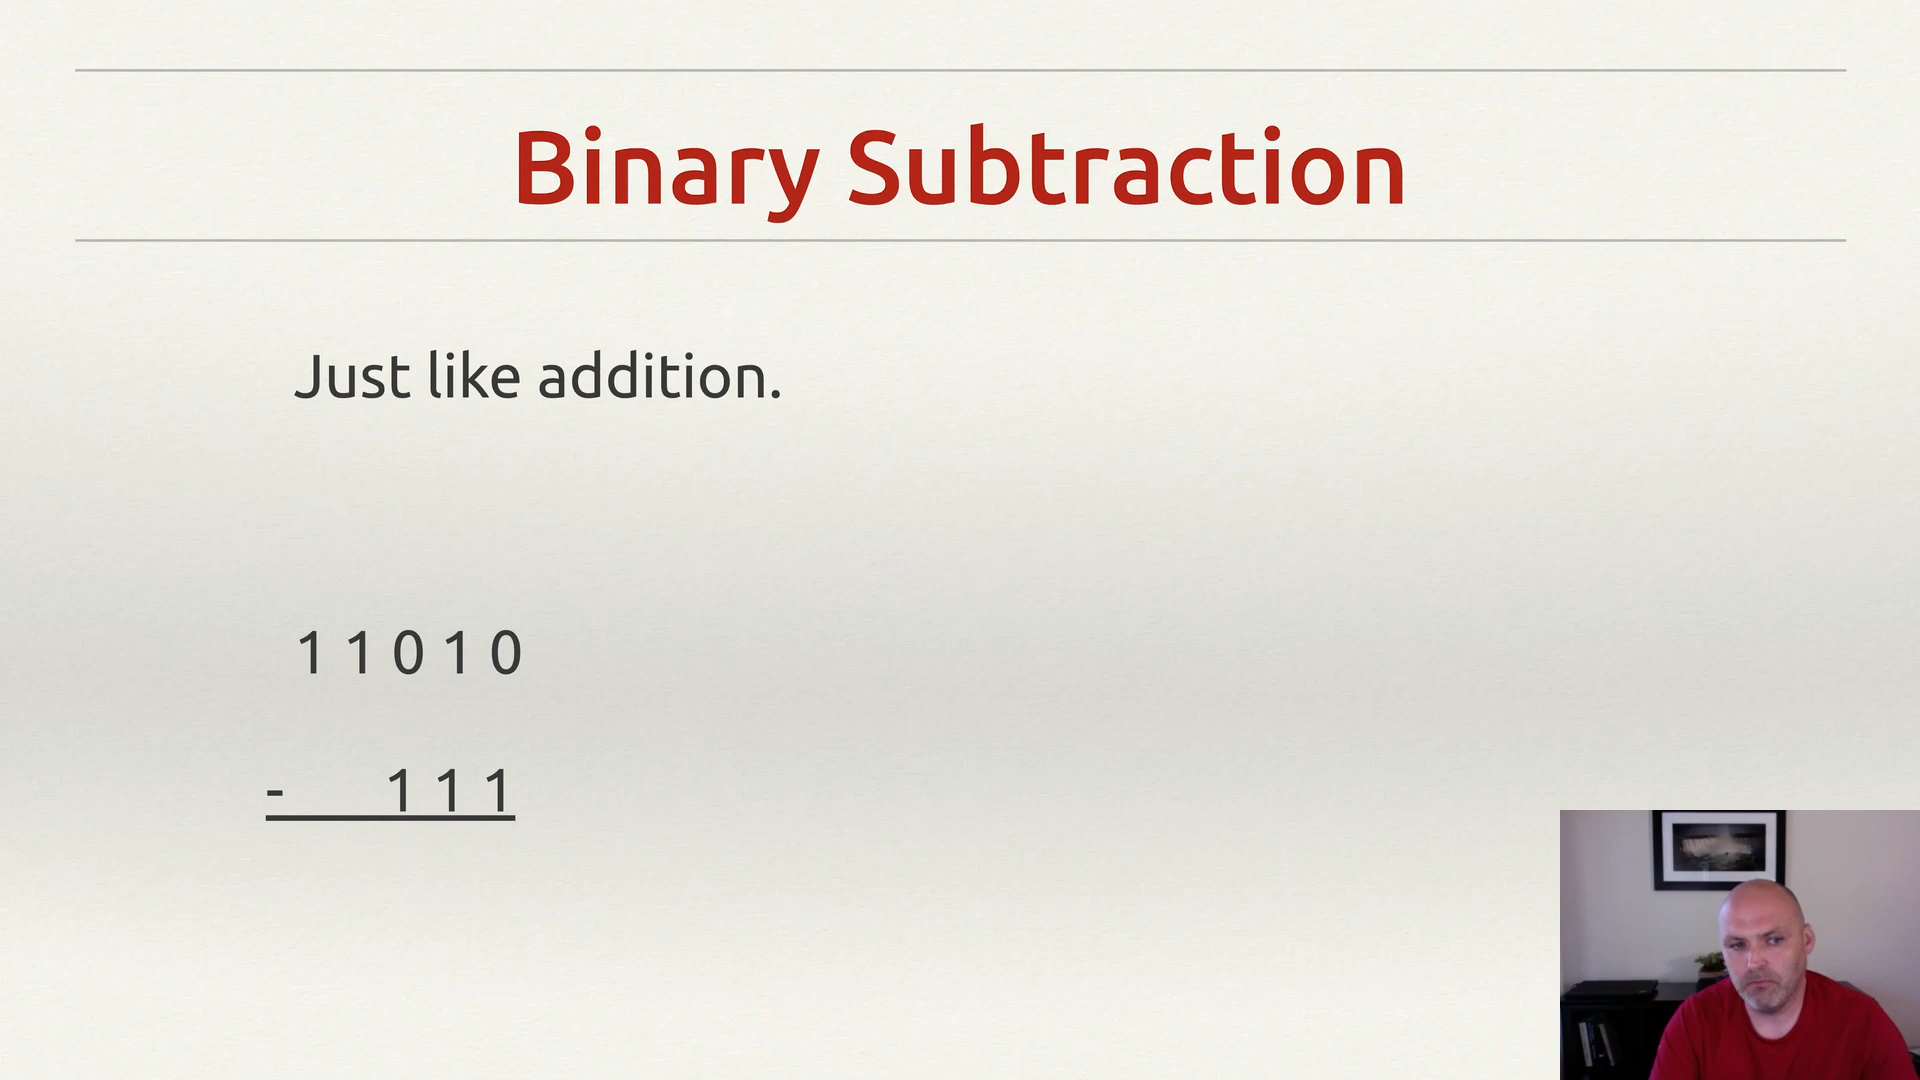 Binary Subtraction
Just like addition.
1 1 0 1 0
- 1 1 1